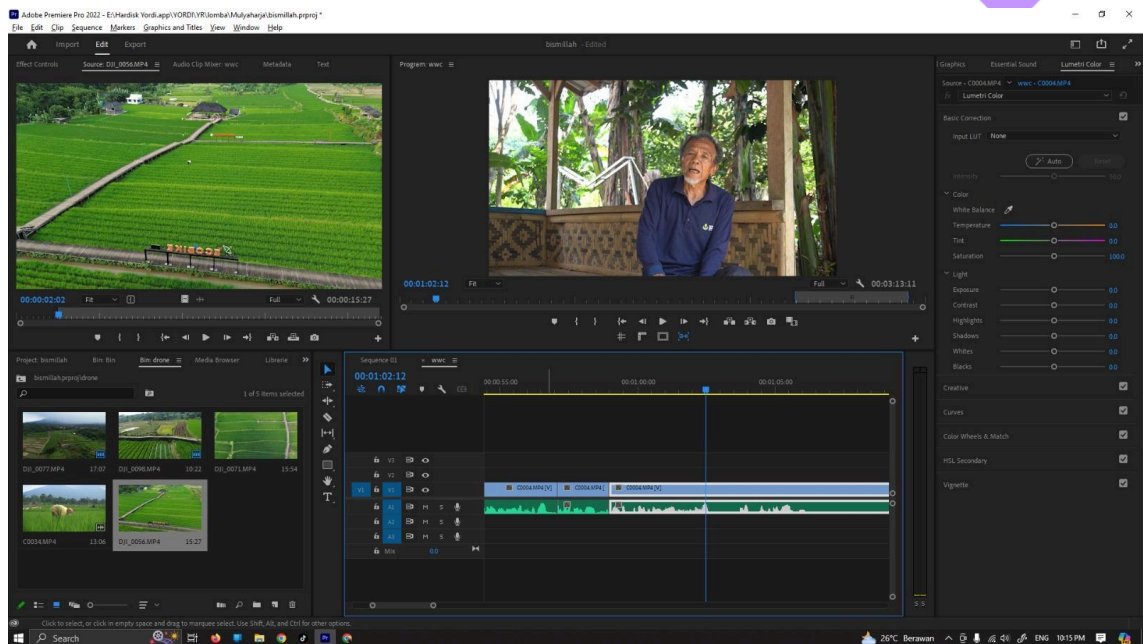 Adobe Premiere Pro 2022 - E:\Hardisk Yordi.app\YORDI\YR\lomba\Mulyaharja\bismillah.prproj *
File Edit Clip Sequence Markers Graphics and Titles View Window Help
Import Edit Export
bismillah - Edited
Effect Controls Source: DJI_0056.MP4 Audio Clip Mixer: wwc Metadata Text
Program: wwc
l Graphics Essential Sound Lumetri Color
Source - C0004.MP4 wwc - C0004.MP4
fx Lumetri Color
Basic Correction
Input LUT None
Auto Reset
Intensity
Color
White Balance
Temperature 0.0
Tint 0.0
Saturation 100.0
Light
Exposure 0.0
Contrast 0.0
Highlights 0.0
Shadows 0.0
Whites 0.0
Blacks 0.0
Creative
Curves
Color Wheels & Match
HSL Secondary
Vignette
00:00:02:02 Fit Full 00:00:15:27
00:01:02:12 Fit Full 00:03:13:11
Project: bismillah Bin: Bin Bin: drone Media Browser Librarie
bismillah.prproj\drone
1 of 5 items selected
DJI_0077.MP4 17:07 DJI_0098.MP4 10:22 DJI_0071.MP4 15:54
C0034.MP4 13:06 DJI_0056.MP4 15:27
Sequence 01 × wwc
00:01:02:12
00:00:55:00 00:01:00:00 00:01:05:00
V3
V2
V1 V1
C0004.MP4 [V] C0004.MP4 [ C0004.MP4 [V]
A1 M S
A2 M S
A3 M S
Mix 0.0
S S
Click to select, or click in empty space and drag to marquee select. Use Shift, Alt, and Ctrl for other options.
Search
26°C Berawan ENG 10:15 PM